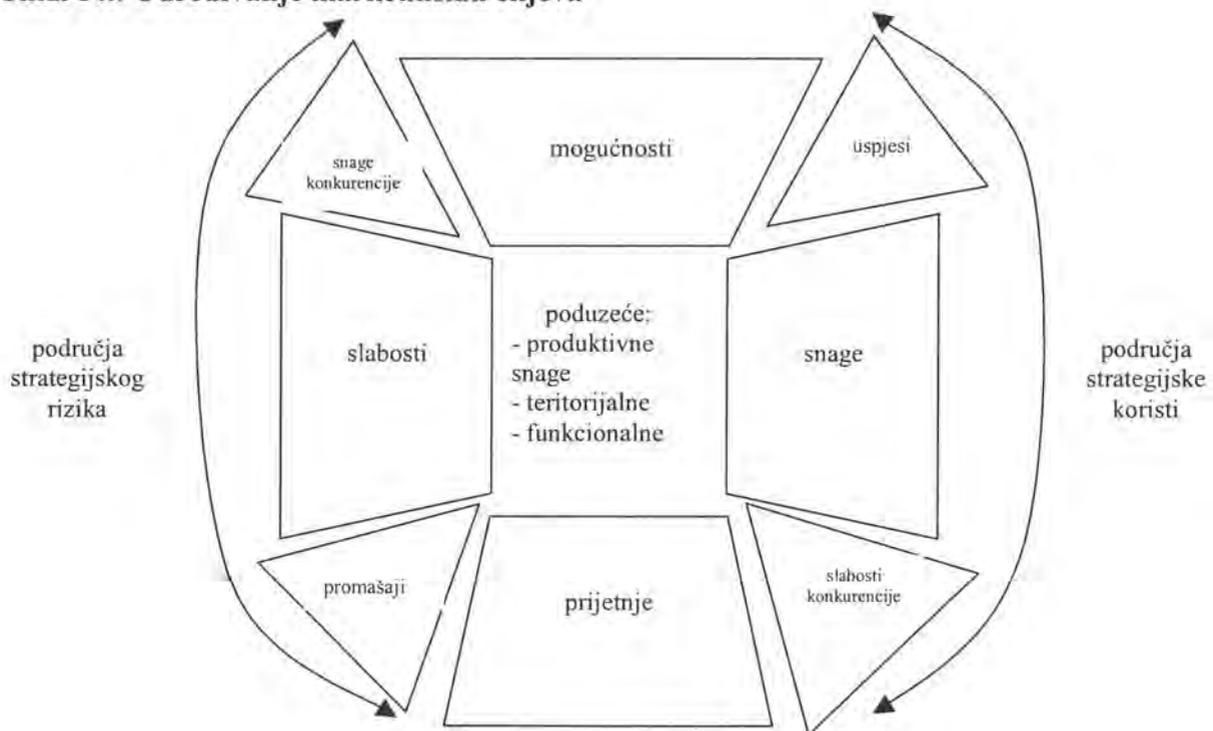 mogućnosti
uspjesi
snage
konkurencije
slabosti
poduzeće:
- produktivne
snage
- teritorijalne
- funkcionalne
snage
područja
strategijskog
rizika
područja
strategijske
koristi
promašaji
prijetnje
slabosti
konkurencije